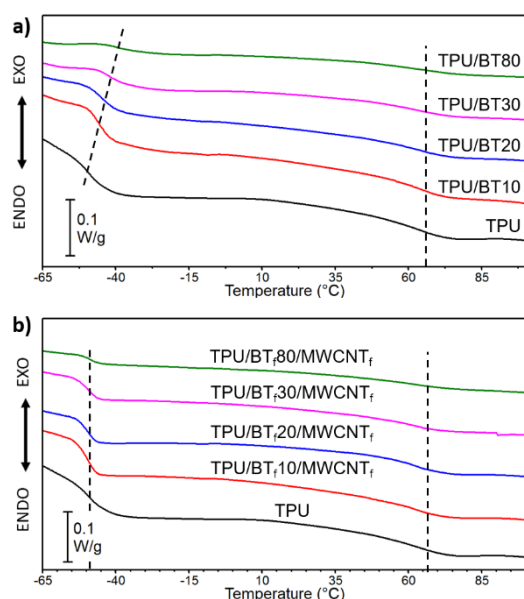 a)
EXO
ENDO
0.1
W/g
TPU/BT80
TPU/BT30
TPU/BT20
TPU/BT10
TPU
-65 -40 -15 10 35 60 85
Temperature (°C)
b)
EXO
ENDO
0.1
W/g
TPU/BTf80/MWCNTf
TPU/BTf30/MWCNTf
TPU/BTf20/MWCNTf
TPU/BTf10/MWCNTf
TPU
-65 -40 -15 10 35 60 85
Temperature (°C)